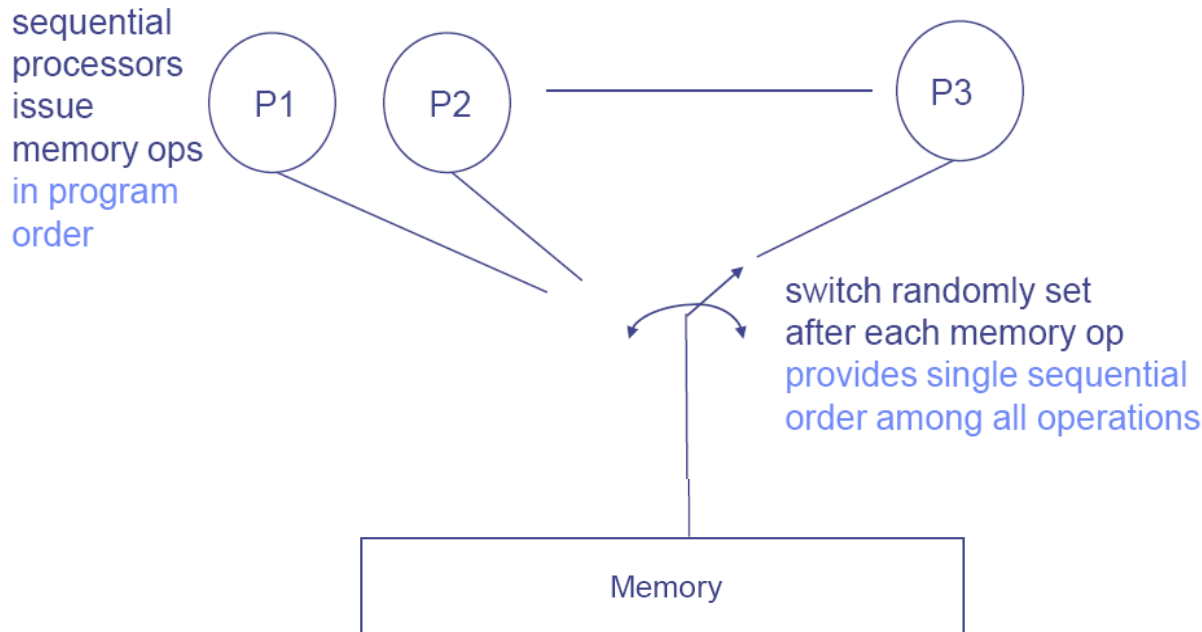 sequential
processors
issue
memory ops
in program
order
P1
P2
P3
switch randomly set
after each memory op
provides single sequential
order among all operations
Memory